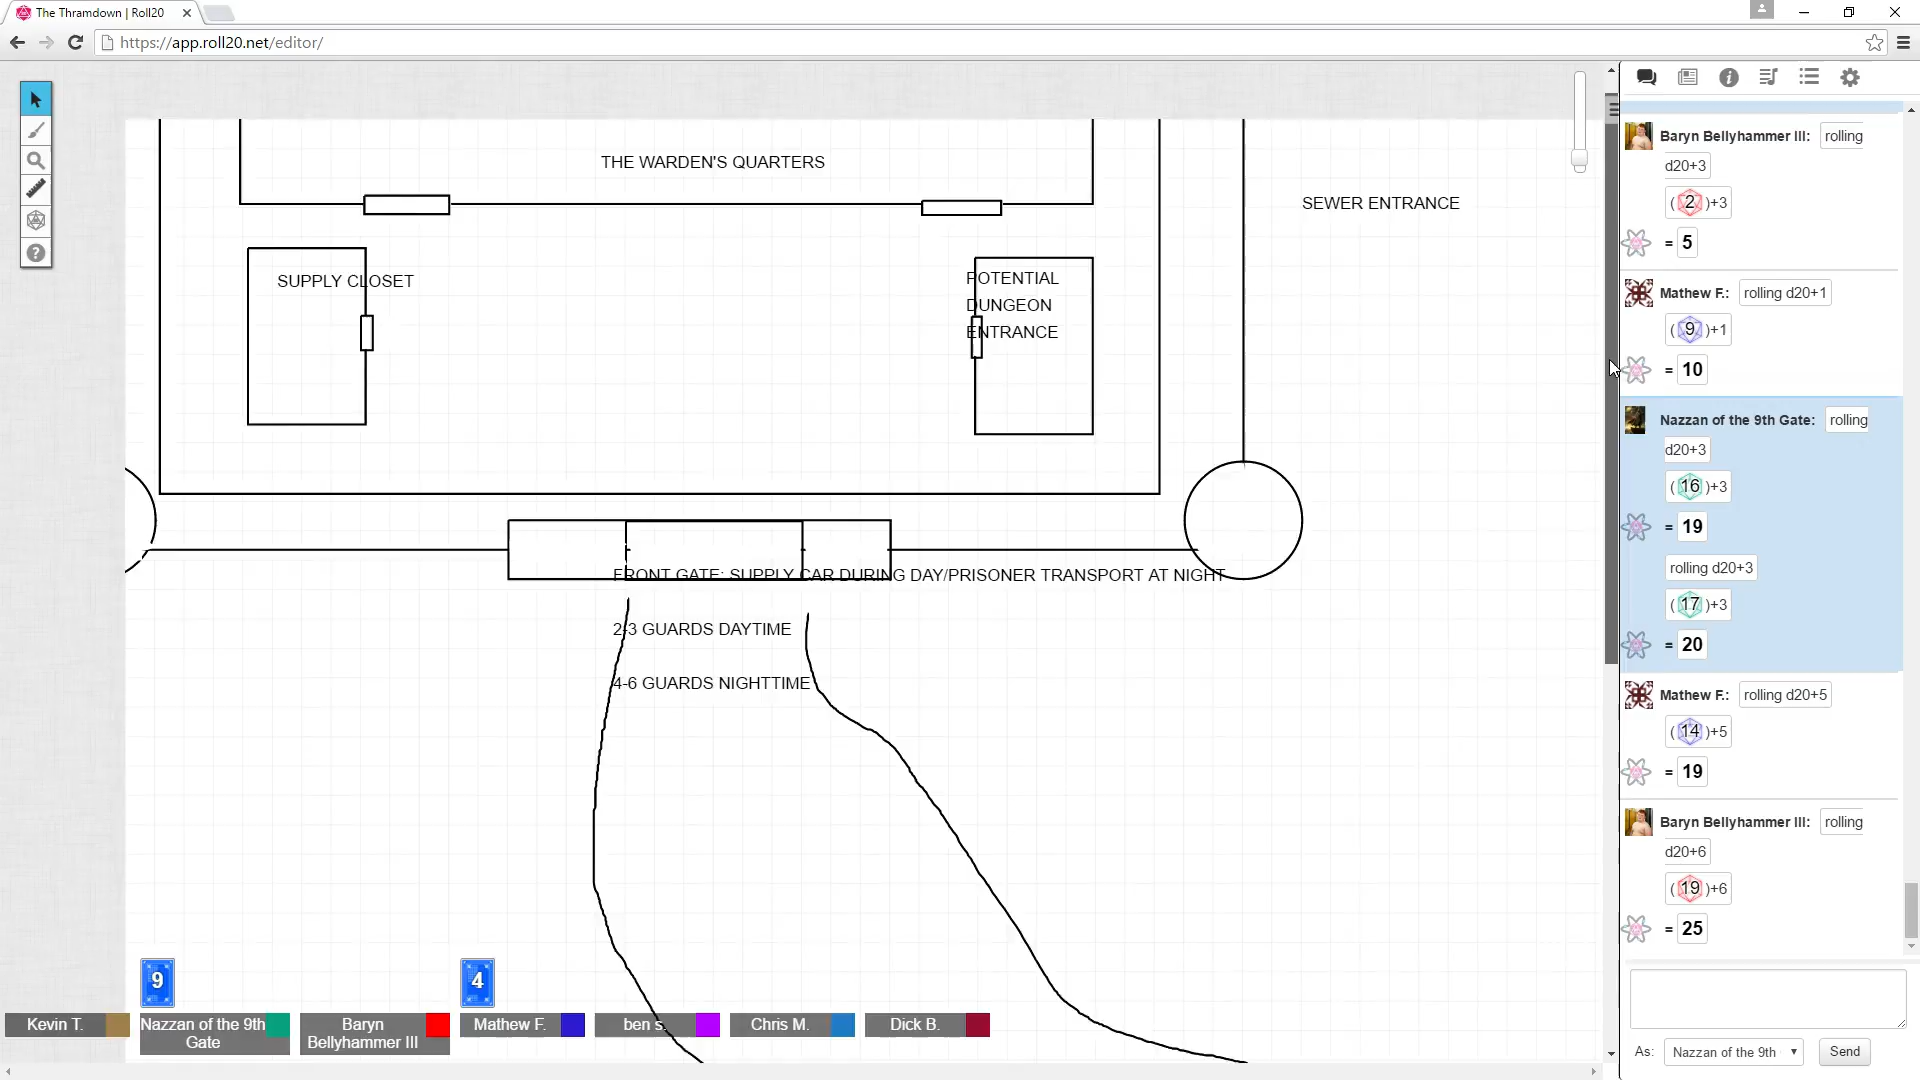 The Thramdown | Roll20
https://app.roll20.net/editor/
THE WARDEN'S QUARTERS
SEWER ENTRANCE
SUPPLY CLOSET
POTENTIAL
DUNGEON
ENTRANCE
FRONT GATE: SUPPLY CAR DURING DAY/PRISONER TRANSPORT AT NIGHT
2-3 GUARDS DAYTIME
4-6 GUARDS NIGHTTIME
9
4
Kevin T.
Nazzan of the 9th
Gate
Baryn
Bellyhammer III
Mathew F.
ben s.
Chris M.
Dick B.
Baryn Bellyhammer III: rolling
d20+3
(2)+3
= 5
Mathew F.: rolling d20+1
(9)+1
= 10
Nazzan of the 9th Gate: rolling
d20+3
(16)+3
= 19
rolling d20+3
(17)+3
= 20
Mathew F.: rolling d20+5
(14)+5
= 19
Baryn Bellyhammer III: rolling
d20+6
(19)+6
= 25
As: Nazzan of the 9th Send